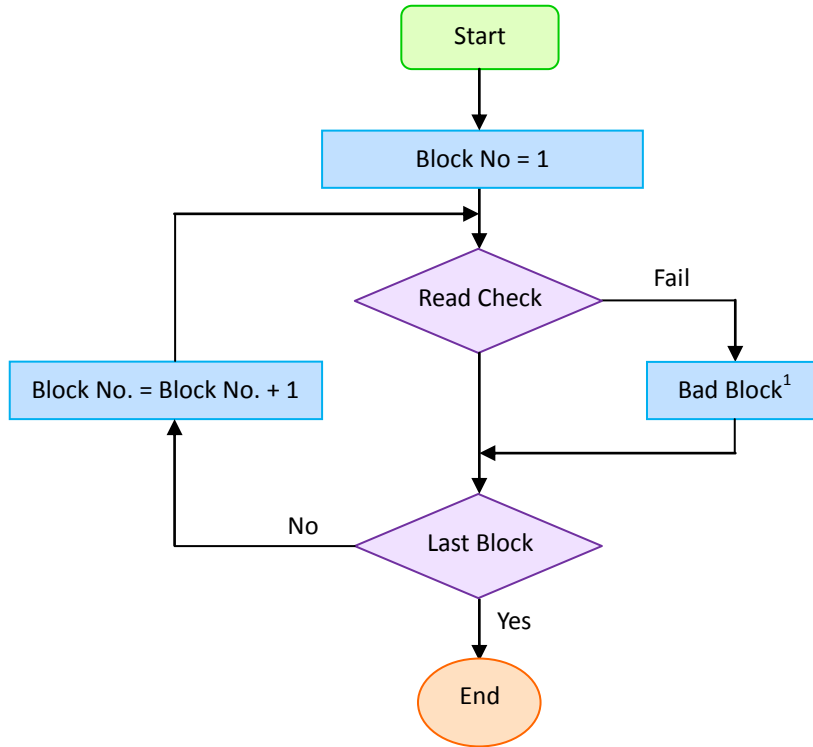 Start
Block No = 1
Read Check
Fail
Block No. = Block No. + 1
Bad Block¹
No
Last Block
Yes
End